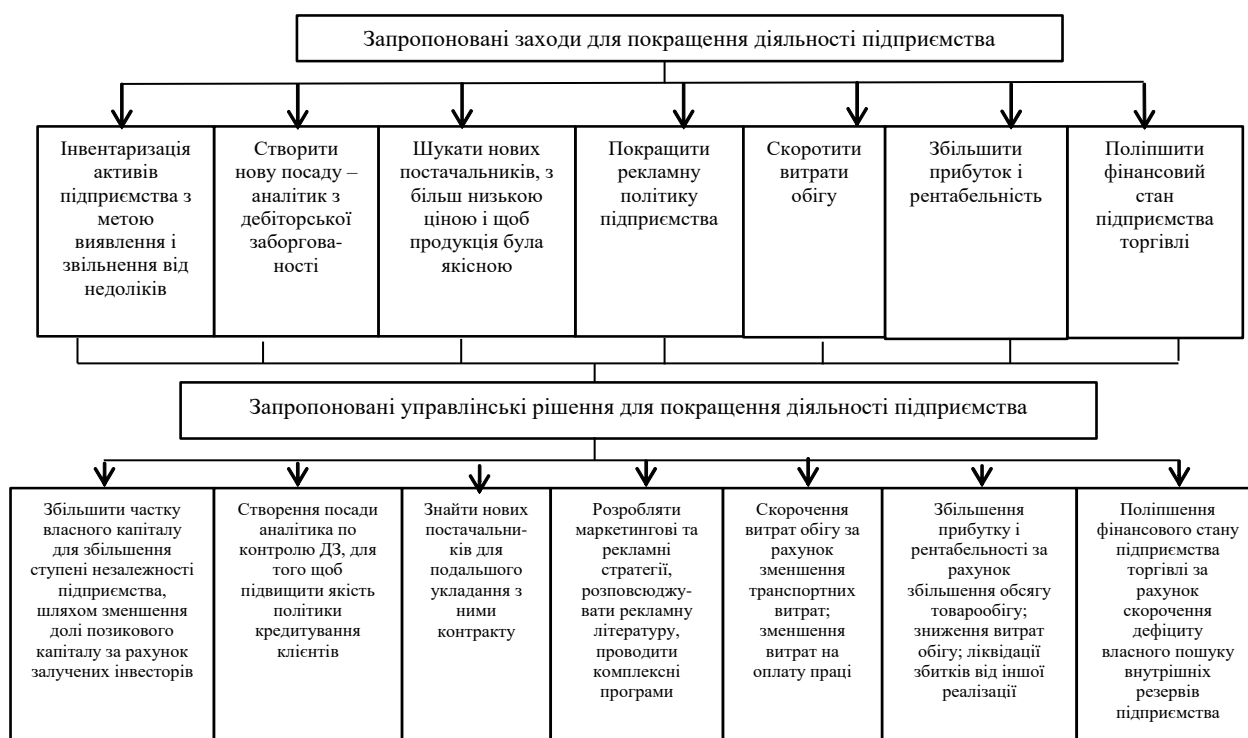 Запропоновані заходи для покращення діяльності підприємства
Інвентаризація
активів
підприємства з
метою
виявлення і
звільнення від
недоліків
Створити
нову посаду –
аналітик з
дебіторської
заборгова-
ності
Шукати нових
постачальників, з
більш низькою
ціною і щоб
продукція була
якісною
Покращити
рекламну
політику
підприємства
Скоротити
витрати
обігу
Збільшити
прибуток і
рентабельність
Поліпшити
фінансовий
стан
підприємства
торгівлі
Запропоновані управлінські рішення для покращення діяльності підприємства
Збільшити частку
власного капіталу
для збільшення
ступені незалежності
підприємства,
шляхом зменшення
долі позикового
капіталу за рахунок
залучених інвесторів
Створення посади
аналітика по
контролю ДЗ, для
того щоб
підвищити якість
політики
кредитування
клієнтів
Знайти нових
постачальни-
ків для
подальшого
укладання з
ними
контракту
Розробляти
маркетингові та
рекламні
стратегії,
розповсюджу-
вати рекламну
літературу,
проводити
комплексні
програми
Скорочення
витрат обігу за
рахунок
зменшення
транспортних
витрат;
зменшення
витрат на
оплату праці
Збільшення
прибутку і
рентабельності за
рахунок
збільшення обсягу
товарообігу;
зниження витрат
обігу; ліквідації
збитків від іншої
реалізації
Поліпшення
фінансового стану
підприємства
торгівлі за
рахунок
скорочення
дефіциту
власного пошуку
внутрішніх
резервів
підприємства